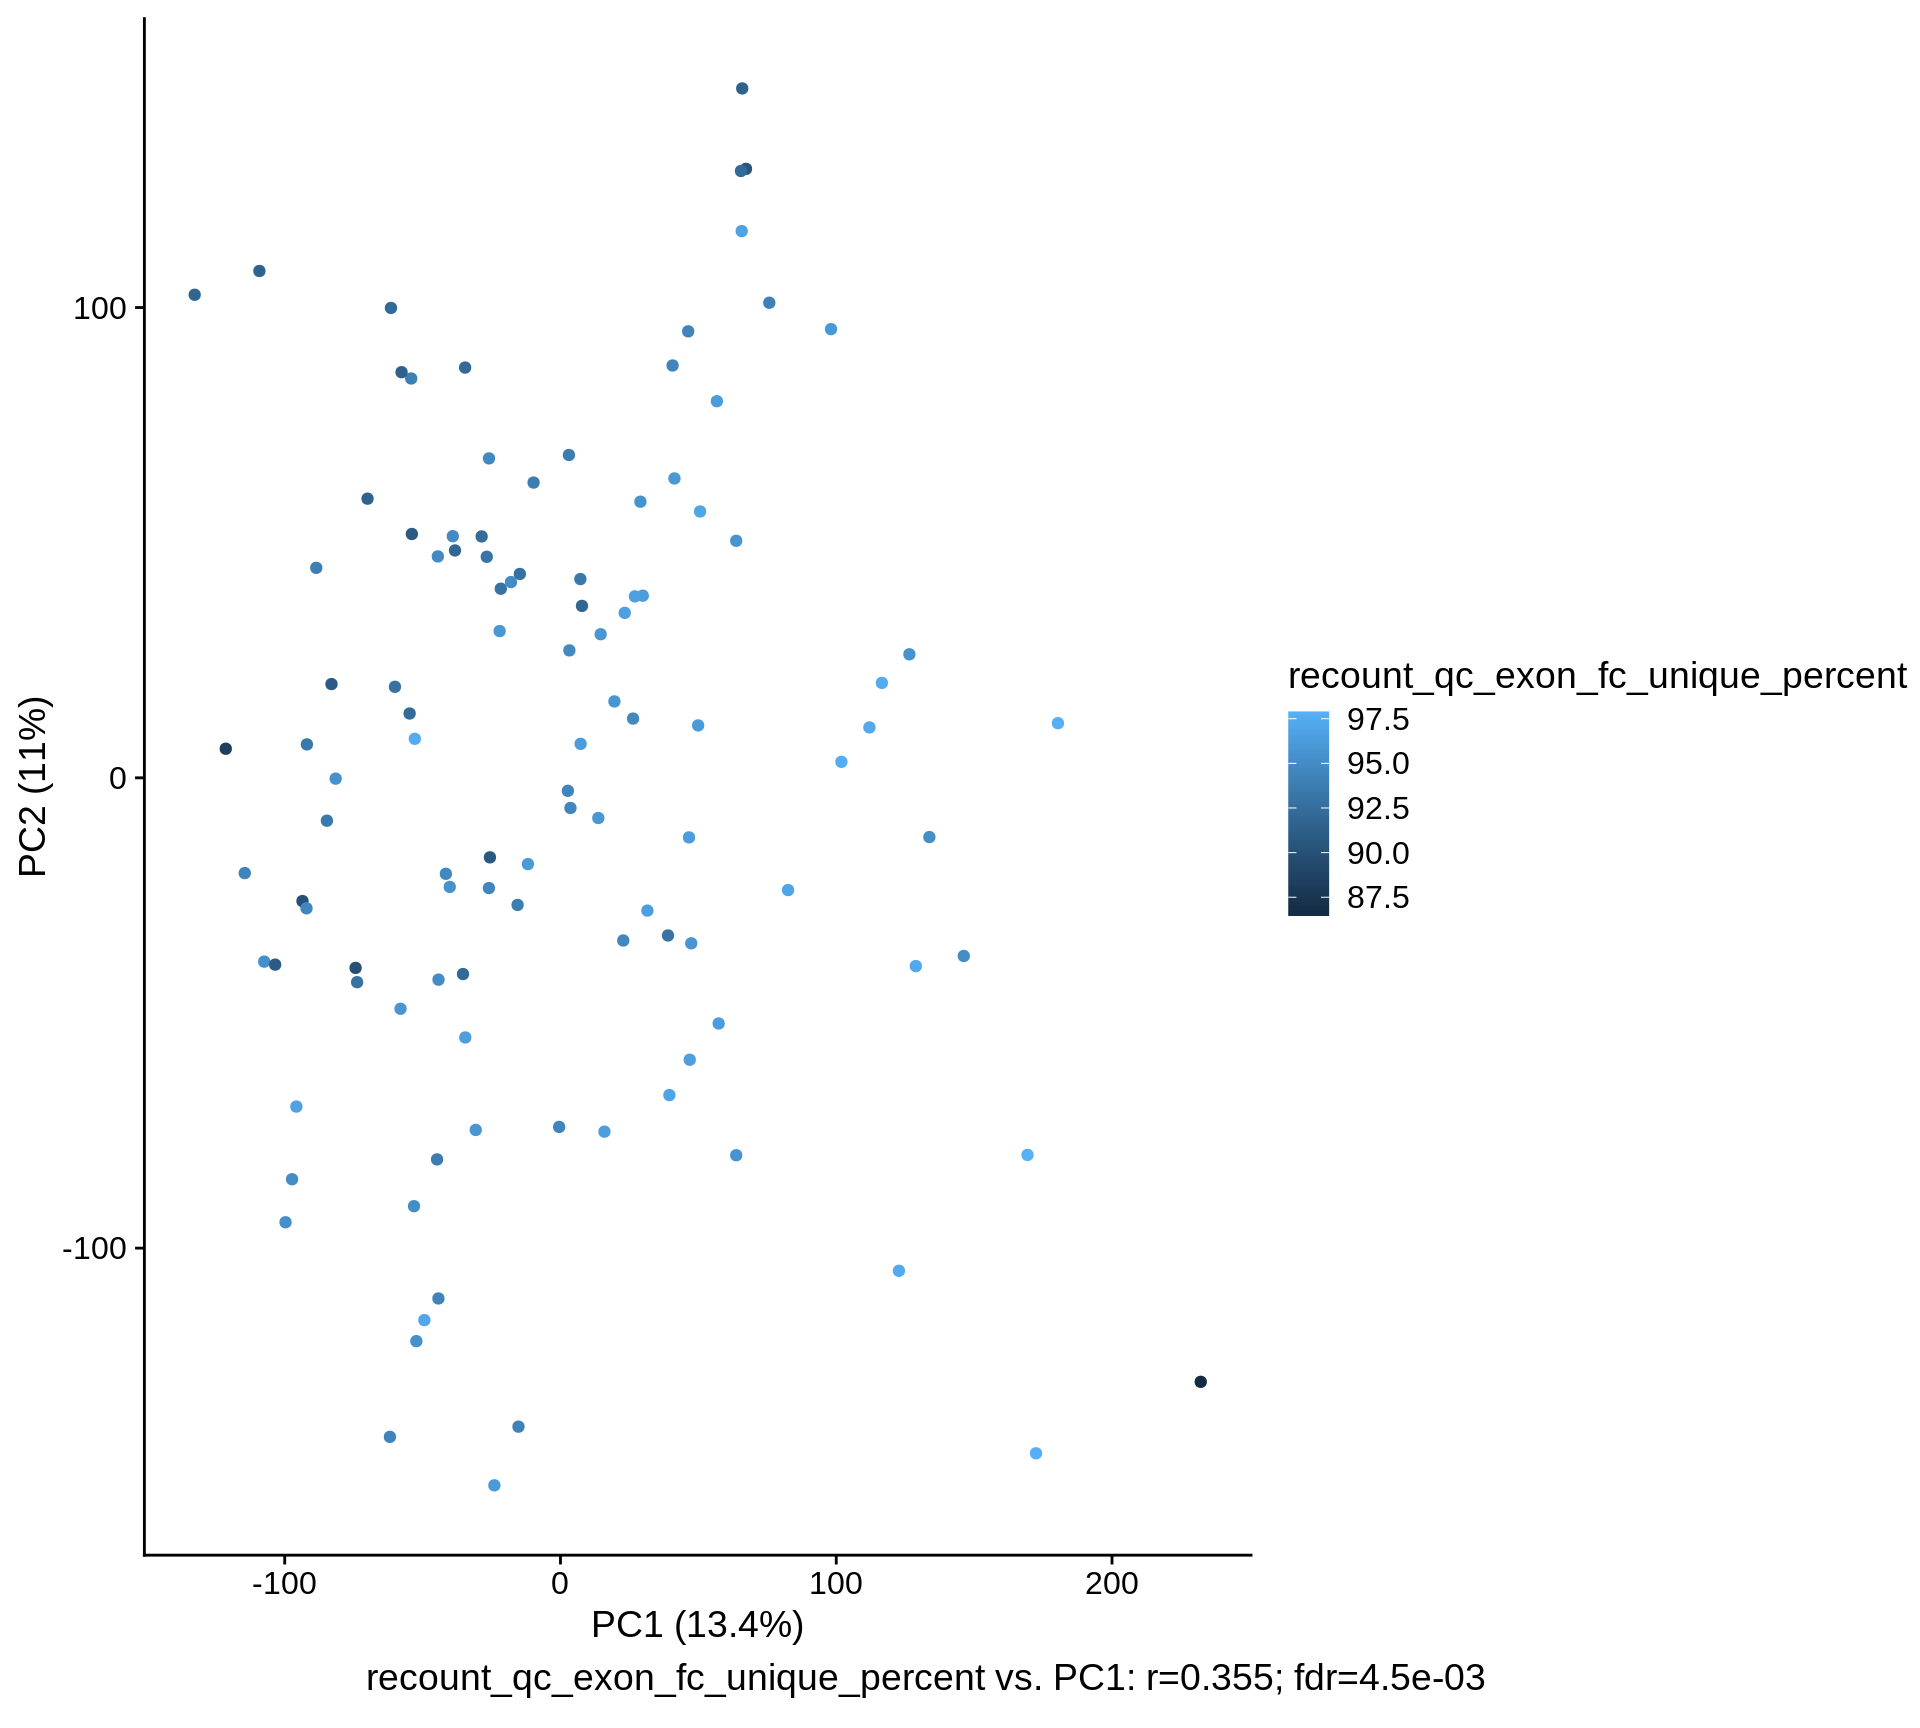 100
0
-100
PC2 (11%)
-100 0 100 200
PC1 (13.4%)
recount_qc_exon_fc_unique_percent
97.5
95.0
92.5
90.0
87.5
recount_qc_exon_fc_unique_percent vs. PC1: r=0.355; fdr=4.5e-03